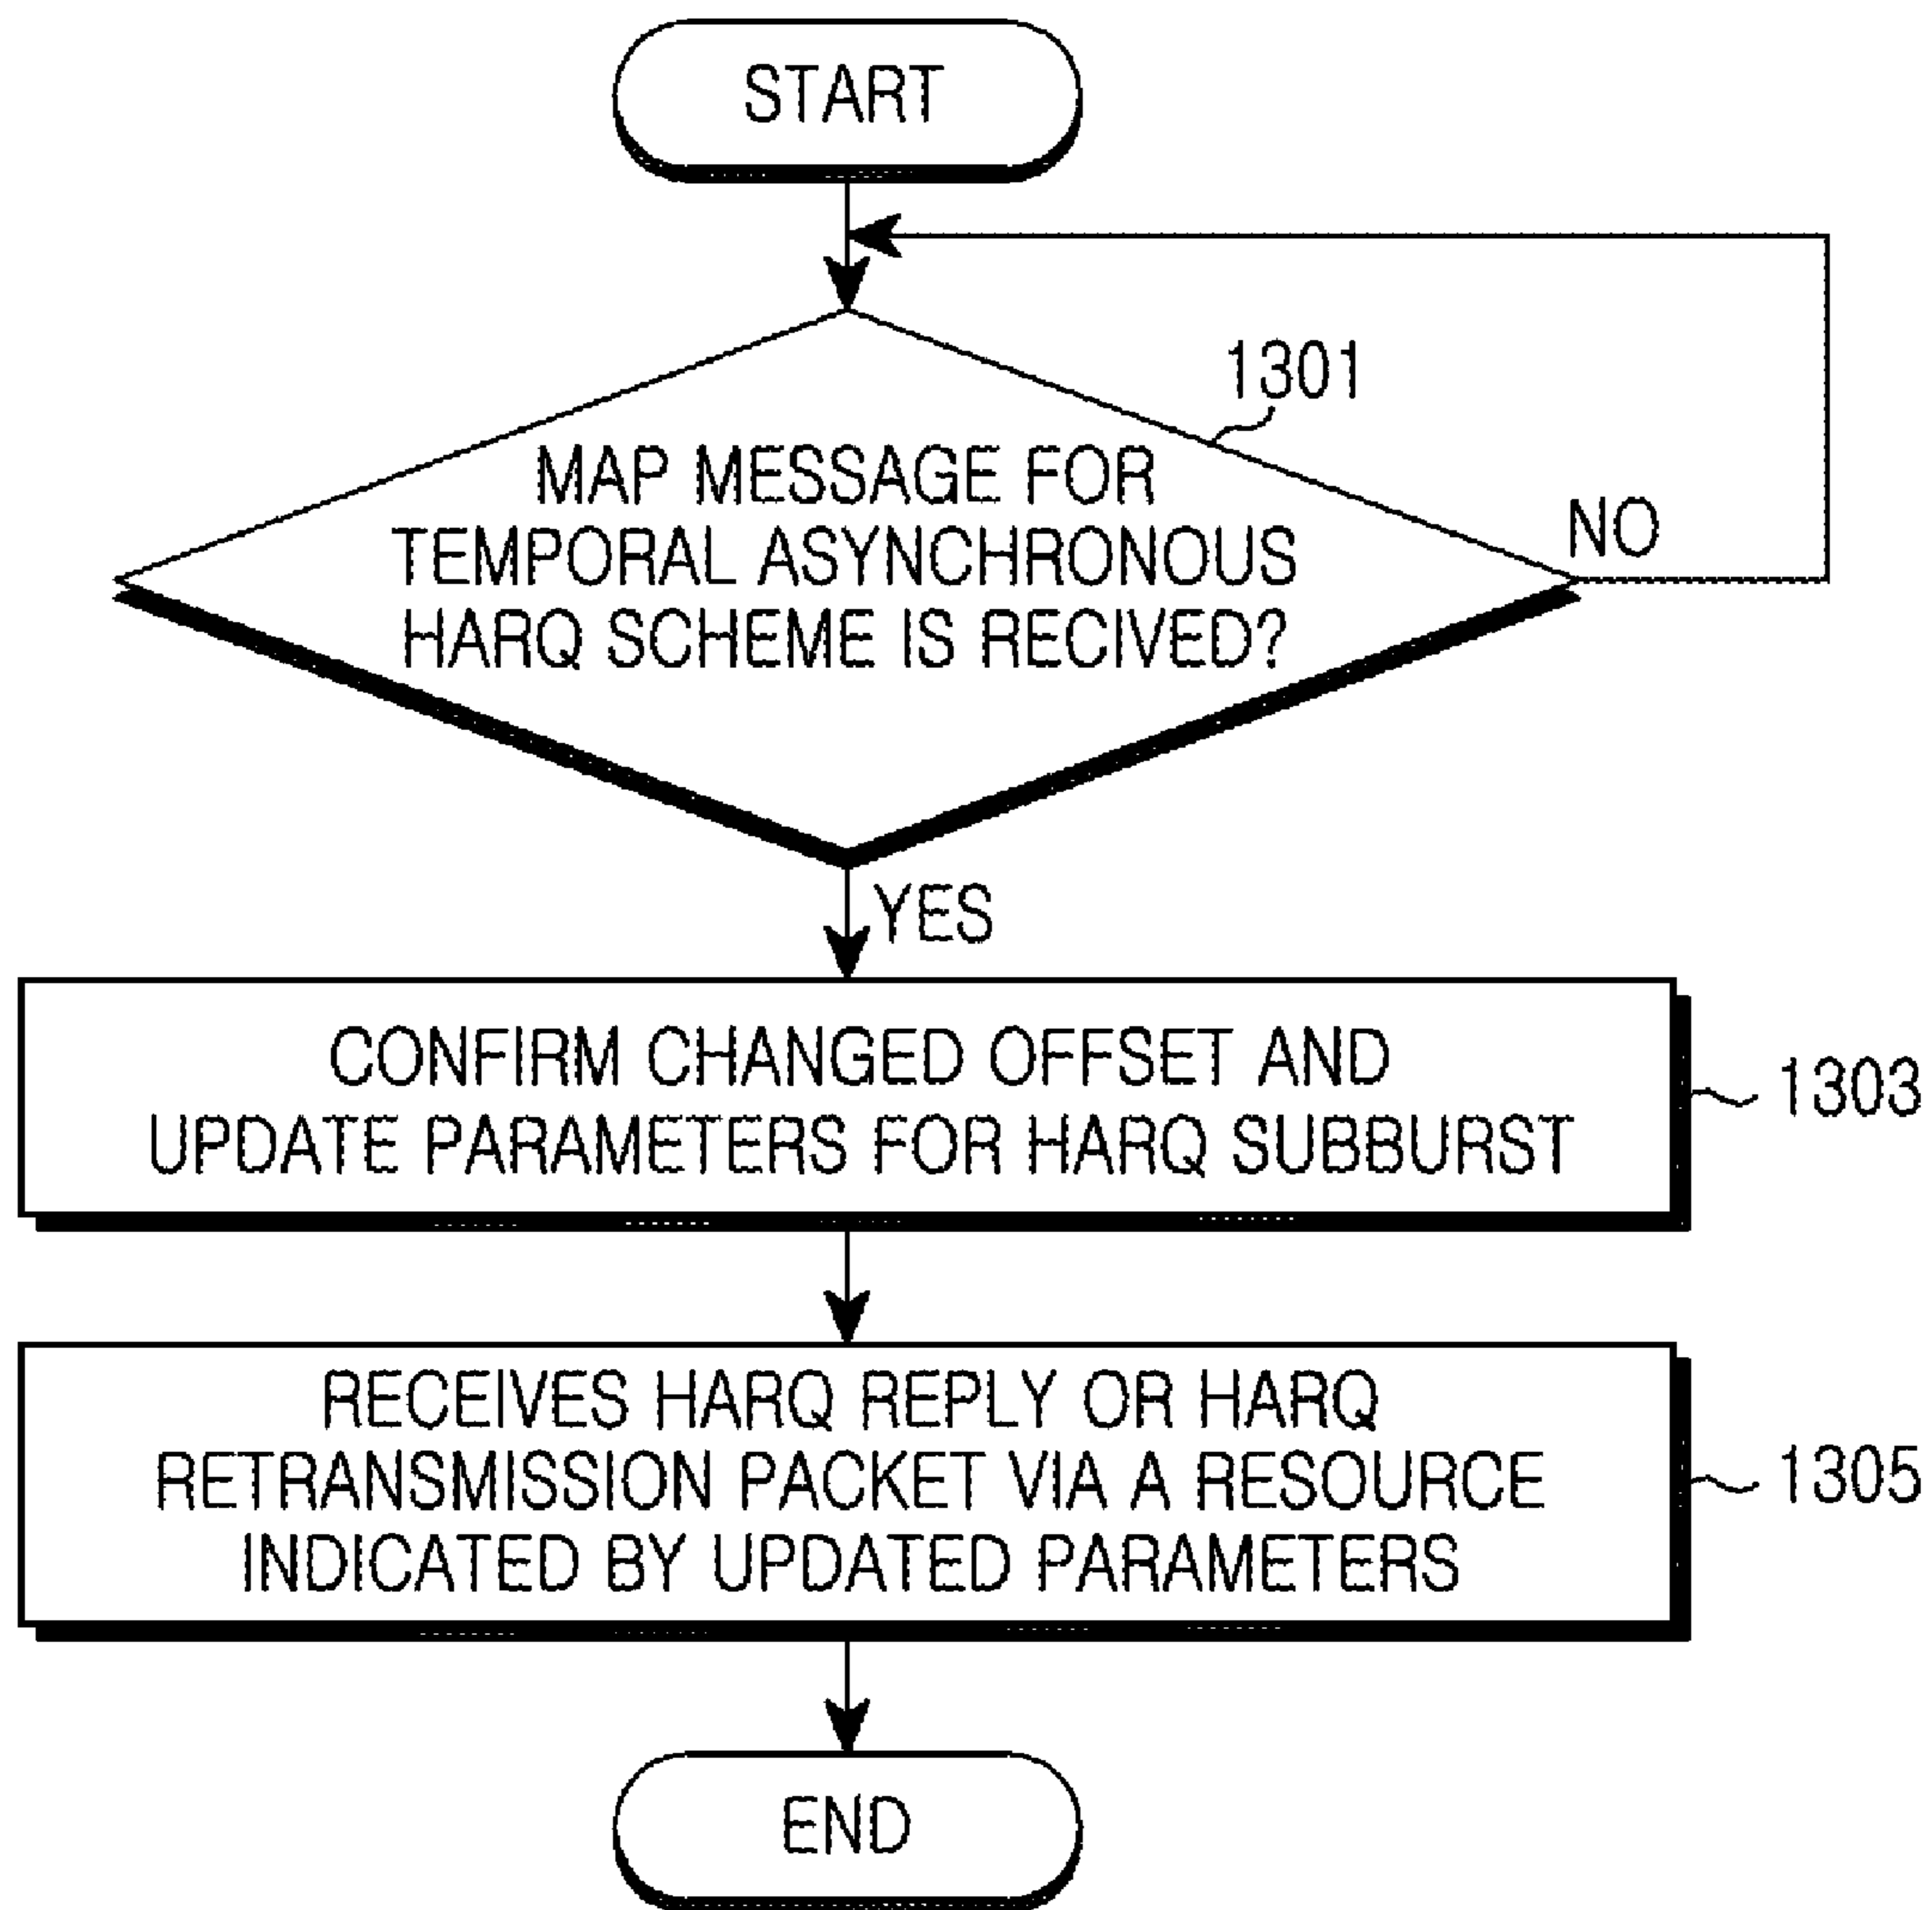 START
1301
MAP MESSAGE FOR
TEMPORAL ASYNCHRONOUS
HARQ SCHEME IS RECIVED?
NO
YES
CONFIRM CHANGED OFFSET AND
UPDATE PARAMETERS FOR HARQ SUBBURST
1303
RECEIVES HARQ REPLY OR HARQ
RETRANSMISSION PACKET VIA A RESOURCE
INDICATED BY UPDATED PARAMETERS
1305
END